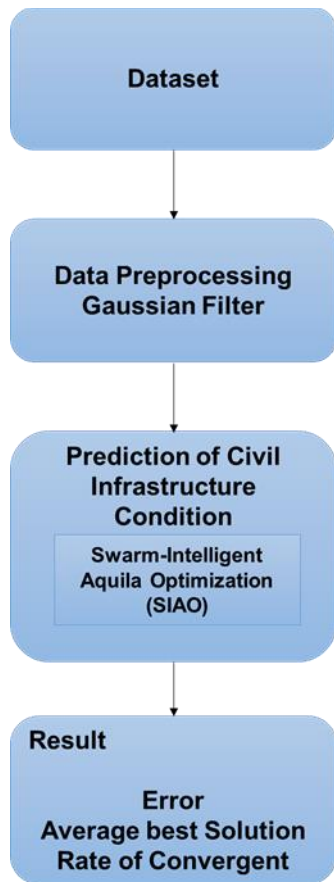 Dataset
Data Preprocessing
Gaussian Filter
Prediction of Civil
Infrastructure
Condition
Swarm-Intelligent
Aquila Optimization
(SIAO)
Result
Error
Average best Solution
Rate of Convergent